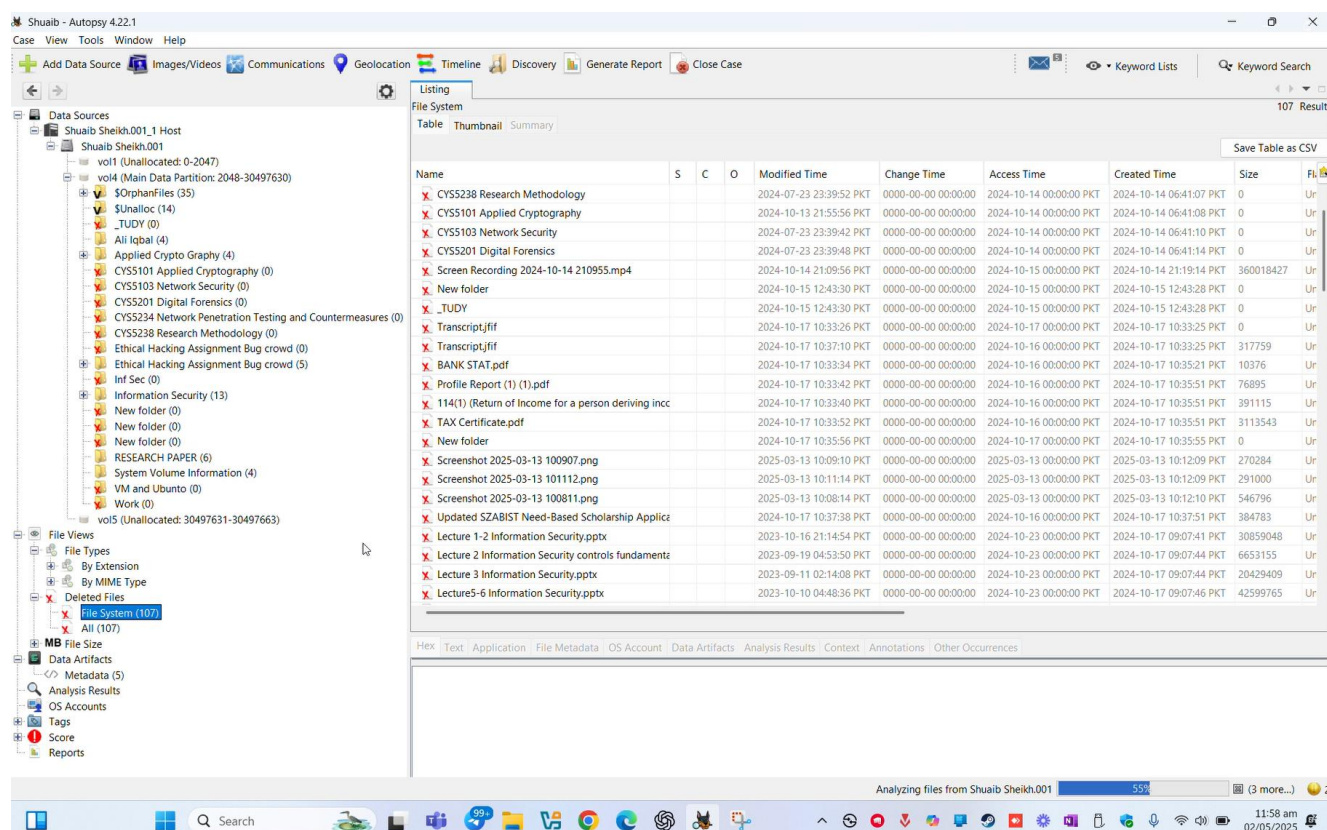 Shuaib - Autopsy 4.22.1
Case View Tools Window Help
Add Data Source Images/Videos Communications Geolocation Timeline Discovery Generate Report Close Case 5 Keyword Lists Keyword Search
Listing
File System 107 Result
Table Thumbnail Summary
Save Table as CSV
Data Sources
Shuaib Sheikh.001_1 Host
Shuaib Sheikh.001
vol1 (Unallocated: 0-2047)
vol4 (Main Data Partition: 2048-30497630)
$OrphanFiles (35)
$Unalloc (14)
_TUDY (0)
Ali Iqbal (4)
Applied Crypto Graphy (4)
CYS5101 Applied Cryptography (0)
CYS5103 Network Security (0)
CYS5201 Digital Forensics (0)
CYS5234 Network Penetration Testing and Countermeasures (0)
CYS5238 Research Methodology (0)
Ethical Hacking Assignment Bug crowd (0)
Ethical Hacking Assignment Bug crowd (5)
Inf Sec (0)
Information Security (13)
New folder (0)
New folder (0)
New folder (0)
RESEARCH PAPER (6)
System Volume Information (4)
VM and Ubunto (0)
Work (0)
vol5 (Unallocated: 30497631-30497663)
File Views
File Types
By Extension
By MIME Type
Deleted Files
File System (107)
All (107)
MB File Size
Data Artifacts
Metadata (5)
Analysis Results
OS Accounts
Tags
Score
Reports
Name S C O Modified Time Change Time Access Time Created Time Size Fl
CYS5238 Research Methodology 2024-07-23 23:39:52 PKT 0000-00-00 00:00:00 2024-10-14 00:00:00 PKT 2024-10-14 06:41:07 PKT 0 Ur
CYS5101 Applied Cryptography 2024-10-13 21:55:56 PKT 0000-00-00 00:00:00 2024-10-14 00:00:00 PKT 2024-10-14 06:41:08 PKT 0 Ur
CYS5103 Network Security 2024-07-23 23:39:42 PKT 0000-00-00 00:00:00 2024-10-14 00:00:00 PKT 2024-10-14 06:41:10 PKT 0 Ur
CYS5201 Digital Forensics 2024-07-23 23:39:48 PKT 0000-00-00 00:00:00 2024-10-14 00:00:00 PKT 2024-10-14 06:41:14 PKT 0 Ur
Screen Recording 2024-10-14 210955.mp4 2024-10-14 21:09:56 PKT 0000-00-00 00:00:00 2024-10-15 00:00:00 PKT 2024-10-14 21:19:14 PKT 360018427 Ur
New folder 2024-10-15 12:43:30 PKT 0000-00-00 00:00:00 2024-10-15 00:00:00 PKT 2024-10-15 12:43:28 PKT 0 Ur
_TUDY 2024-10-15 12:43:30 PKT 0000-00-00 00:00:00 2024-10-15 00:00:00 PKT 2024-10-15 12:43:28 PKT 0 Ur
Transcript.jfif 2024-10-17 10:33:26 PKT 0000-00-00 00:00:00 2024-10-17 00:00:00 PKT 2024-10-17 10:33:25 PKT 0 Ur
Transcript.jfif 2024-10-17 10:37:10 PKT 0000-00-00 00:00:00 2024-10-16 00:00:00 PKT 2024-10-17 10:33:25 PKT 317759 Ur
BANK STAT.pdf 2024-10-17 10:33:34 PKT 0000-00-00 00:00:00 2024-10-16 00:00:00 PKT 2024-10-17 10:35:21 PKT 10376 Ur
Profile Report (1) (1).pdf 2024-10-17 10:33:42 PKT 0000-00-00 00:00:00 2024-10-16 00:00:00 PKT 2024-10-17 10:35:51 PKT 76895 Ur
114(1) (Return of Income for a person deriving inc 2024-10-17 10:33:40 PKT 0000-00-00 00:00:00 2024-10-16 00:00:00 PKT 2024-10-17 10:35:51 PKT 391115 Ur
TAX Certificate.pdf 2024-10-17 10:33:52 PKT 0000-00-00 00:00:00 2024-10-16 00:00:00 PKT 2024-10-17 10:35:51 PKT 3113543 Ur
New folder 2024-10-17 10:35:56 PKT 0000-00-00 00:00:00 2024-10-17 00:00:00 PKT 2024-10-17 10:35:55 PKT 0 Ur
Screenshot 2025-03-13 100907.png 2025-03-13 10:09:10 PKT 0000-00-00 00:00:00 2025-03-13 00:00:00 PKT 2025-03-13 10:12:09 PKT 270284 Ur
Screenshot 2025-03-13 101112.png 2025-03-13 10:11:14 PKT 0000-00-00 00:00:00 2025-03-13 00:00:00 PKT 2025-03-13 10:12:09 PKT 291000 Ur
Screenshot 2025-03-13 100811.png 2025-03-13 10:08:14 PKT 0000-00-00 00:00:00 2025-03-13 00:00:00 PKT 2025-03-13 10:12:10 PKT 546796 Ur
Updated SZABIST Need-Based Scholarship Applica 2024-10-17 10:37:38 PKT 0000-00-00 00:00:00 2024-10-16 00:00:00 PKT 2024-10-17 10:37:51 PKT 384783 Ur
Lecture 1-2 Information Security.pptx 2023-10-16 21:14:54 PKT 0000-00-00 00:00:00 2024-10-23 00:00:00 PKT 2024-10-17 09:07:41 PKT 30859048 Ur
Lecture 2 Information Security controls fundamenta 2023-09-19 04:53:50 PKT 0000-00-00 00:00:00 2024-10-23 00:00:00 PKT 2024-10-17 09:07:44 PKT 6653155 Ur
Lecture 3 Information Security.pptx 2023-09-11 02:14:08 PKT 0000-00-00 00:00:00 2024-10-23 00:00:00 PKT 2024-10-17 09:07:44 PKT 20429409 Ur
Lecture5-6 Information Security.pptx 2023-10-10 04:48:36 PKT 0000-00-00 00:00:00 2024-10-23 00:00:00 PKT 2024-10-17 09:07:46 PKT 42599765 Ur
Hex Text Application File Metadata OS Account Data Artifacts Analysis Results Context Annotations Other Occurrences
Analyzing files from Shuaib Sheikh.001 55% (3 more...)
Search 99+ 11:58 am
02/05/2025